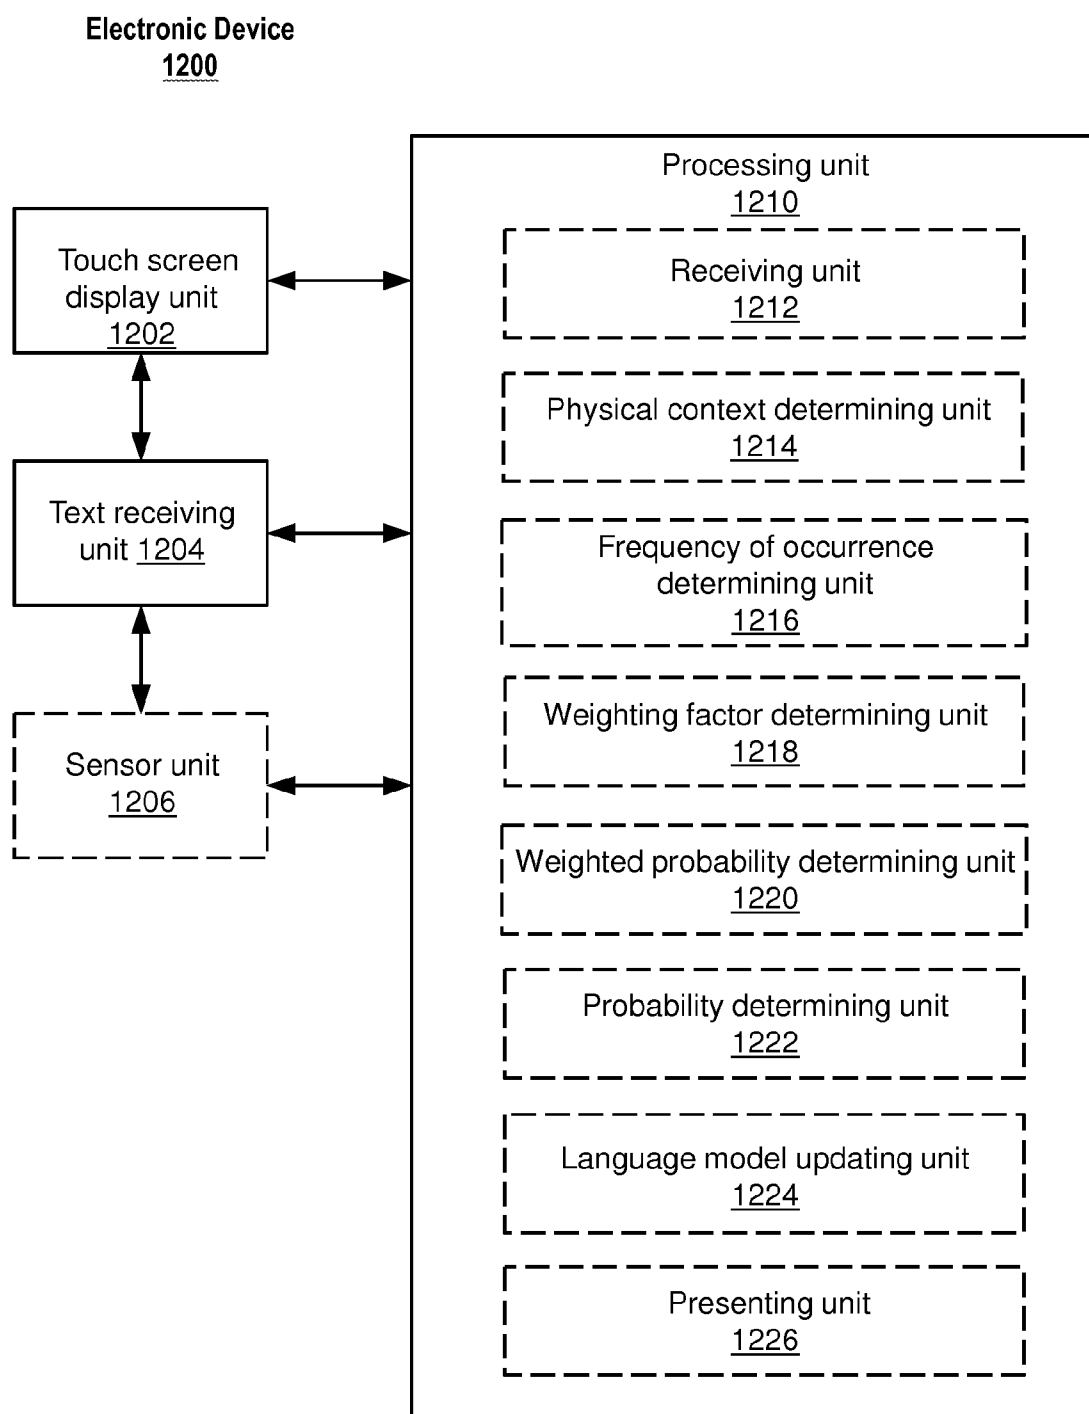 Electronic Device
1200
Processing unit
1210
Touch screen
display unit
1202
Text receiving
unit 1204
Sensor unit
1206
Receiving unit
1212
Physical context determining unit
1214
Frequency of occurrence
determining unit
1216
Weighting factor determining unit
1218
Weighted probability determining unit
1220
Probability determining unit
1222
Language model updating unit
1224
Presenting unit
1226